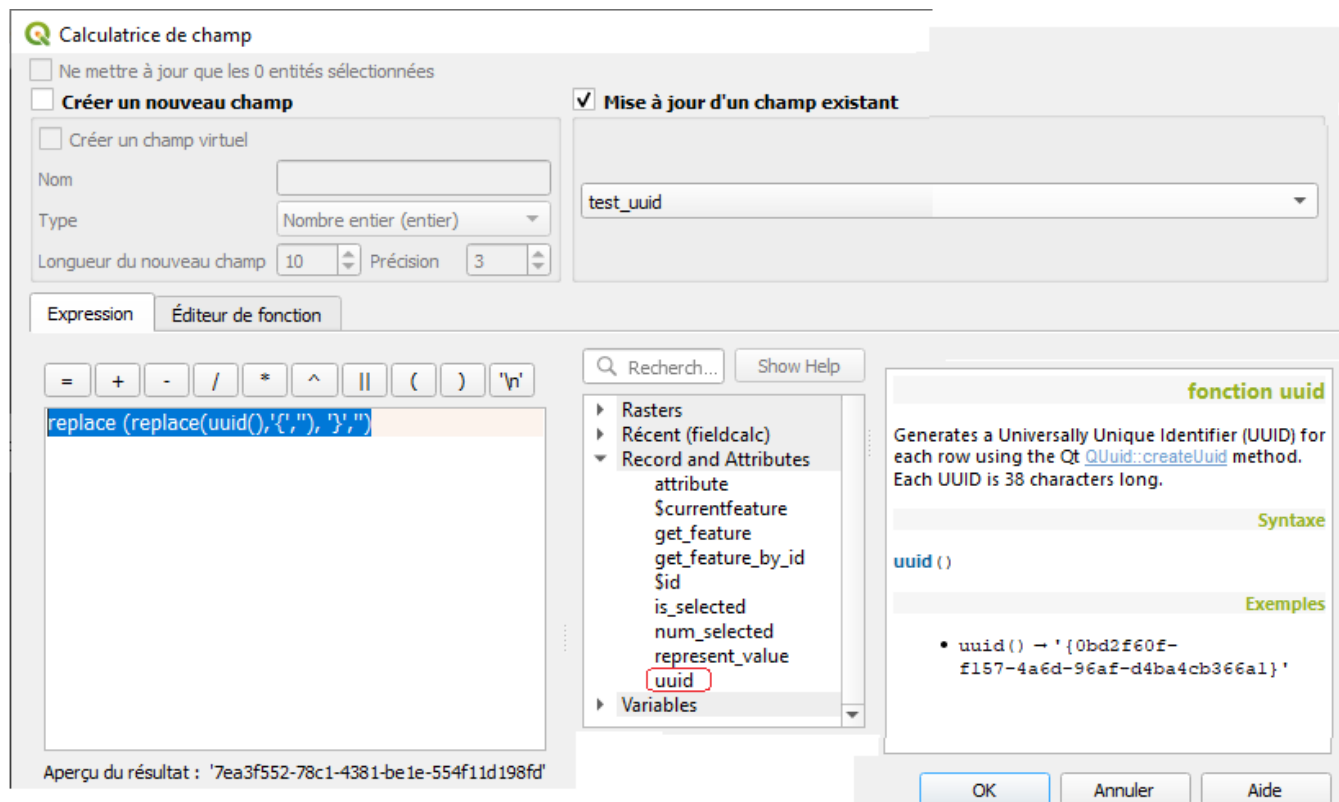 Calculatrice de champ
Ne mettre à jour que les 0 entités sélectionnées
Créer un nouveau champ
Mise à jour d'un champ existant
Créer un champ virtuel
Nom
test_uuid
Type
Nombre entier (entier)
Longueur du nouveau champ 10 Précision 3
Expression
Éditeur de fonction
= + - / * ^ || ( ) '\n'
replace (replace(uuid(),'{',''), '}','')
Aperçu du résultat : '7ea3f552-78c1-4381-be1e-554f11d198fd'
Recherch...
Show Help
Rasters
Récent (fieldcalc)
Record and Attributes
attribute
$currentfeature
get_feature
get_feature_by_id
$id
is_selected
num_selected
represent_value
uuid
Variables
fonction uuid
Generates a Universally Unique Identifier (UUID) for
each row using the Qt QUuid::createUuid method.
Each UUID is 38 characters long.
Syntaxe
uuid()
Exemples
• uuid() → '{0bd2f60f-
f157-4a6d-96af-d4ba4cb366a1}'
OK
Annuler
Aide